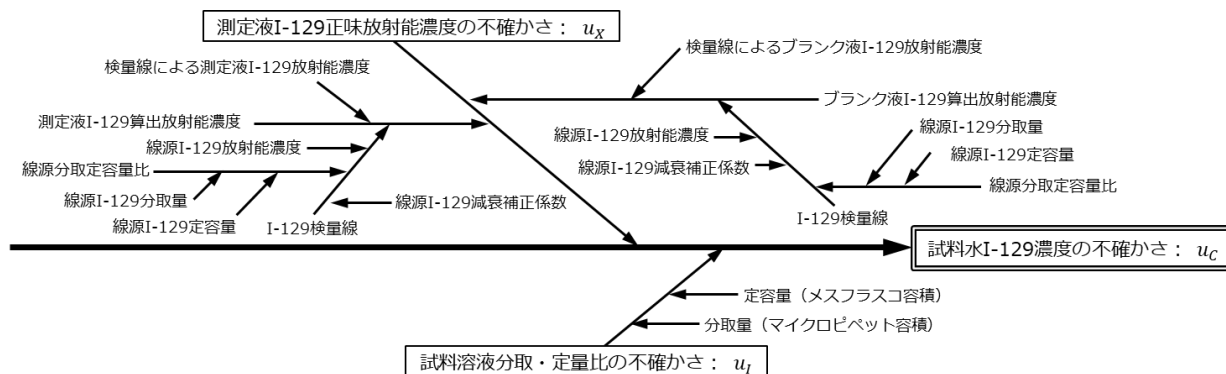 測定液I-129正味放射能濃度の不確かさ： u_X
検量線によるブランク液I-129放射能濃度
検量線による測定液I-129放射能濃度
ブランク液I-129算出放射能濃度
測定液I-129算出放射能濃度
線源I-129放射能濃度
線源I-129分取量
線源I-129放射能濃度
線源I-129定容量
線源分取定容量比
線源I-129減衰補正係数
線源分取定容量比
線源I-129分取量
線源I-129減衰補正係数
線源I-129定容量
I-129検量線
I-129検量線
試料水I-129濃度の不確かさ： u_C
定容量（メスフラスコ容積）
分取量（マイクロピペット容積）
試料溶液分取・定量比の不確かさ： u_I